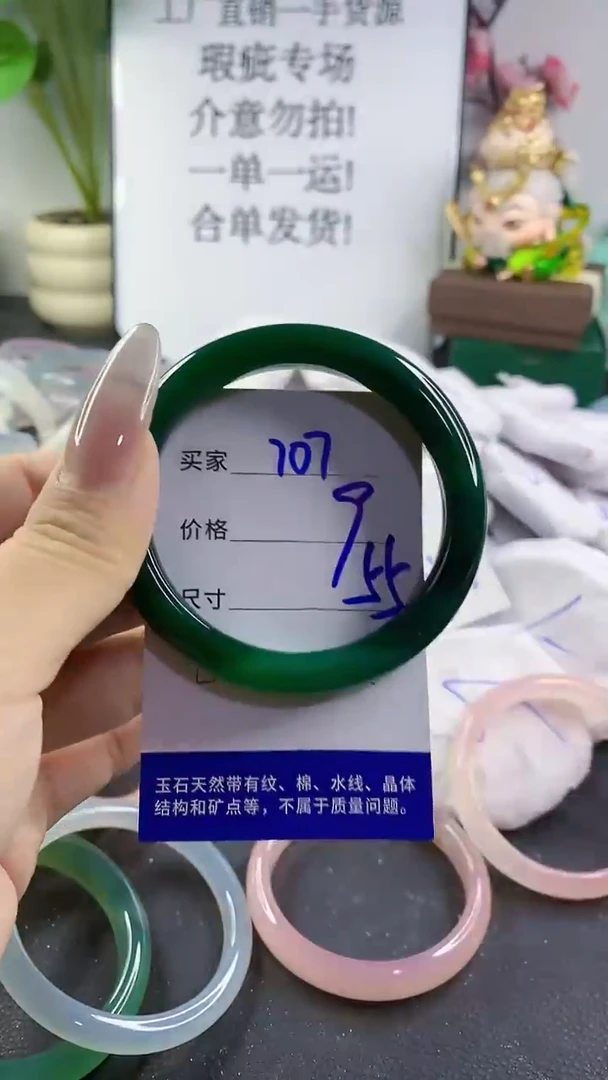 工厂直销一手货源
瑕疵专场
介意勿拍!
一单一运!
合单发货!
买家 707
价格
尺寸 55
玉石天然带有纹、棉、水线、晶体
结构和矿点等，不属于质量问题。